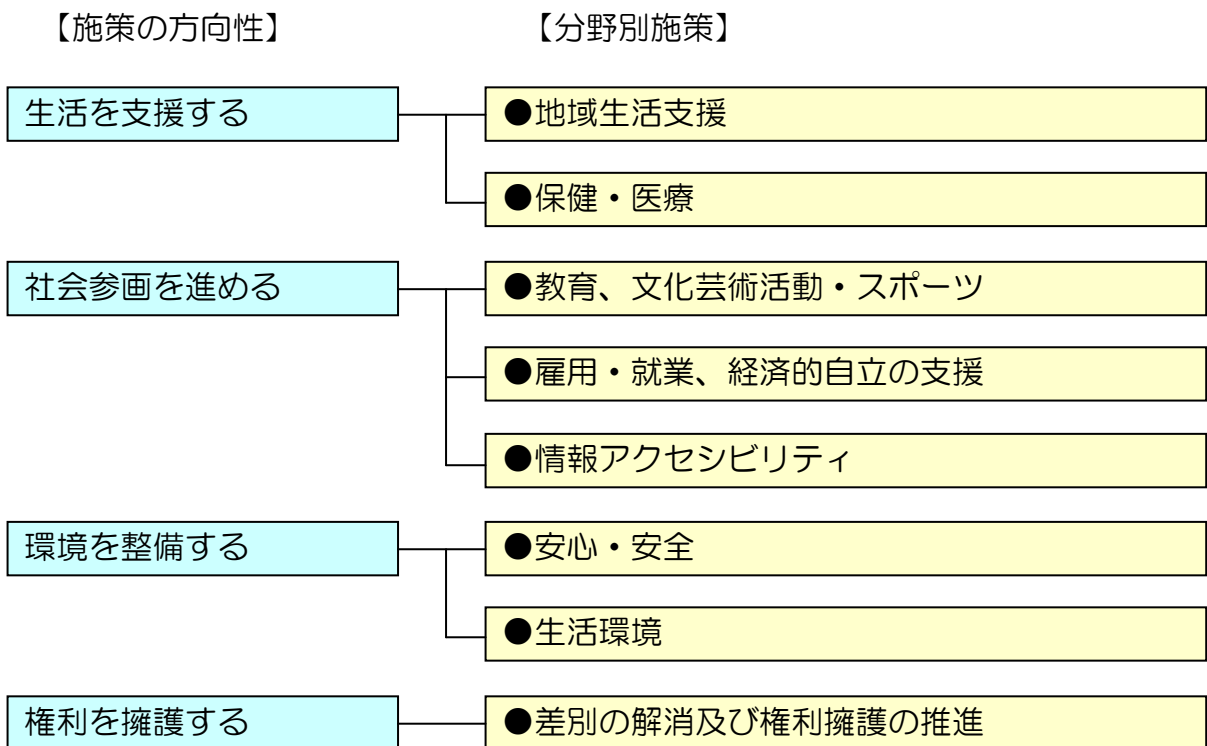 【施策の方向性】
【分野別施策】
生活を支援する
●地域生活支援
●保健・医療
社会参画を進める
●教育、文化芸術活動・スポーツ
●雇用・就業、経済的自立の支援
●情報アクセシビリティ
環境を整備する
●安心・安全
●生活環境
権利を擁護する
●差別の解消及び権利擁護の推進